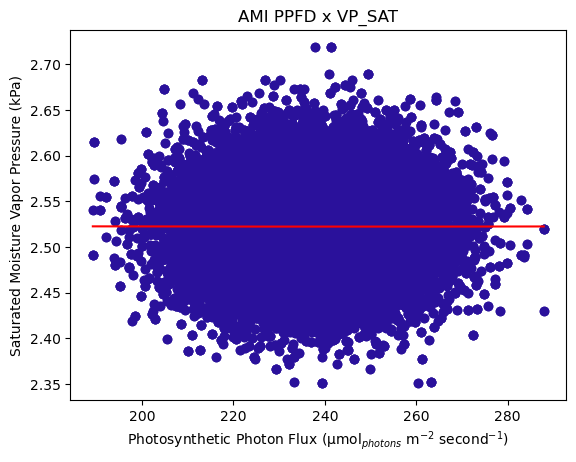 AMI PPFD x VP_SAT
Saturated Moisture Vapor Pressure (kPa)
2.70
2.65
2.60
2.55
2.50
2.45
2.40
2.35
200 220 240 260 280
Photosynthetic Photon Flux (μmol_photons m⁻² second⁻¹)